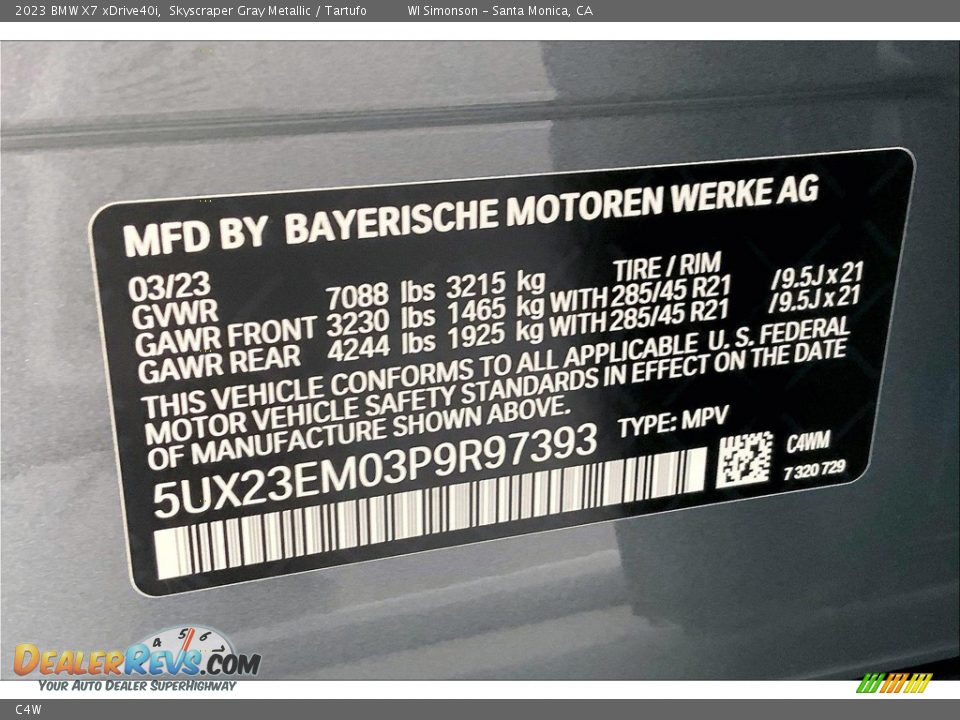 2023 BMW X7 xDrive40i, Skyscraper Gray Metallic / Tartufo WI Simonson – Santa Monica, CA
MFD BY BAYERISCHE MOTOREN WERKE AG
03/23 TIRE / RIM
GVWR 7088 lbs 3215 kg
GAWR FRONT 3230 lbs 1465 kg WITH 285/45 R21 /9.5J x 21
GAWR REAR 4244 lbs 1925 kg WITH 285/45 R21 /9.5J x 21
THIS VEHICLE CONFORMS TO ALL APPLICABLE U. S. FEDERAL
MOTOR VEHICLE SAFETY STANDARDS IN EFFECT ON THE DATE
OF MANUFACTURE SHOWN ABOVE.
5UX23EM03P9R97393 TYPE: MPV
C4WM
7 320 729
4 5 6
DEALERREVS.COM
YOUR AUTO DEALER SUPERHIGHWAY
C4W